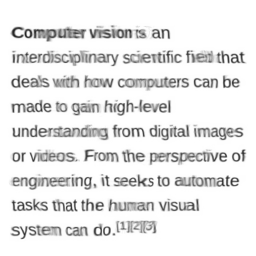 Computer vision is an
interdisciplinary scientific field that
deals with how computers can be
made to gain high-level
understanding from digital images
or videos. From the perspective of
engineering, it seeks to automate
tasks that the human visual
system can do.[1][2][3]